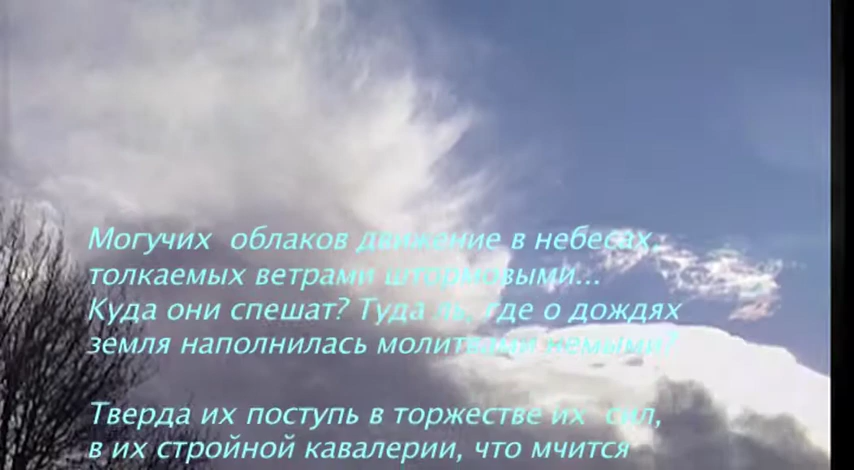 Могучих облаков движение в небесах,
толкаемых ветрами штормовыми...
Куда они спешат? Туда ль, где о дождях
земля наполнилась молитвами немыми?
Тверда их поступь в торжестве их сил,
в их стройной кавалерии, что мчится